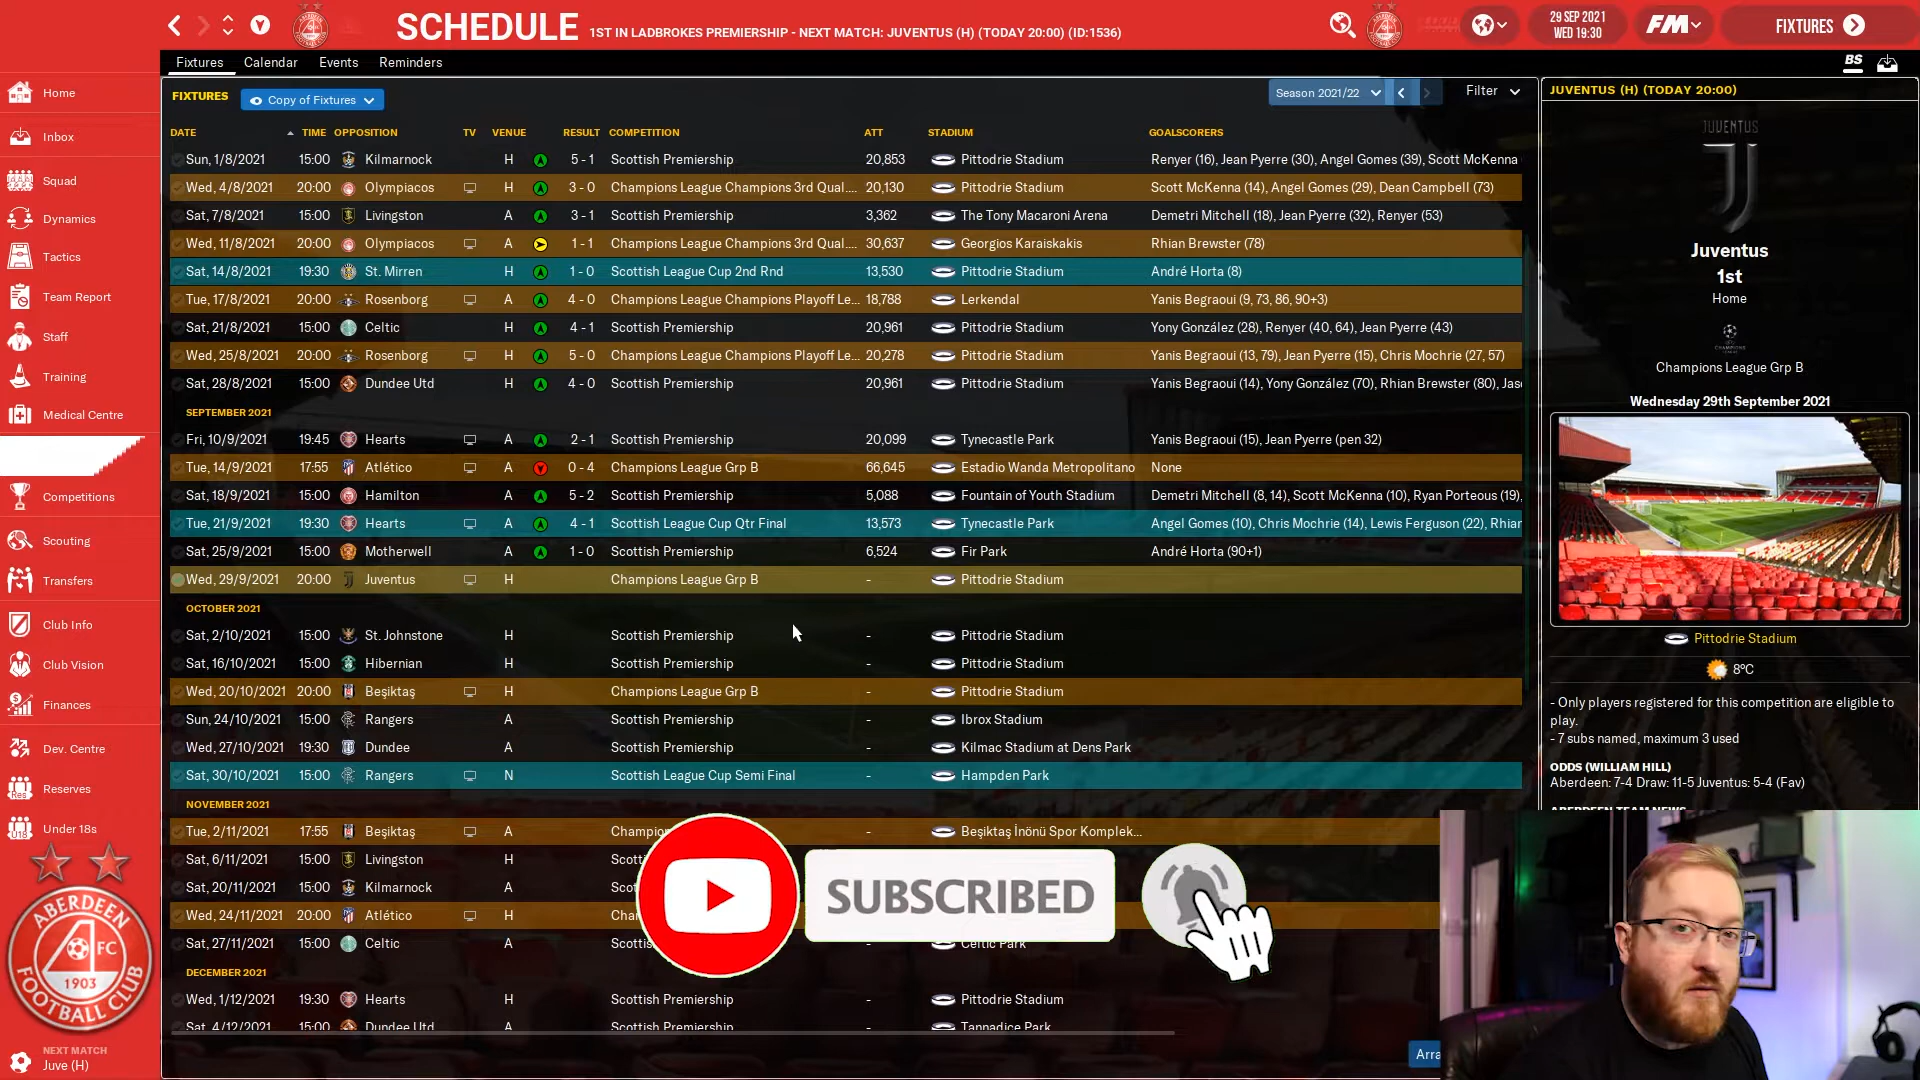 SCHEDULE
1ST IN LADBROKES PREMIERSHIP - NEXT MATCH: JUVENTUS (H) (TODAY 20:00) (ID:1536)
29 SEP 2021
WED 19:30
FM
FIXTURES
Fixtures Calendar Events Reminders
BS
Home
Inbox
Squad
Dynamics
Tactics
Team Report
Staff
Training
Medical Centre
Competitions
Scouting
Transfers
Club Info
Club Vision
Finances
Dev. Centre
Reserves
Under 18s
ABERDEEN
FC
1903
FOOTBALL CLUB
NEXT MATCH
Juve (H)
FIXTURES Copy of Fixtures Season 2021/22 Filter
DATE TIME OPPOSITION TV VENUE RESULT COMPETITION ATT STADIUM GOALSCORERS
Sun, 1/8/2021 15:00 Kilmarnock H 5 - 1 Scottish Premiership 20,853 Pittodrie Stadium Renyer (16), Jean Pyerre (30), Angel Gomes (39), Scott McKenna
Wed, 4/8/2021 20:00 Olympiacos H 3 - 0 Champions League Champions 3rd Qual.... 20,130 Pittodrie Stadium Scott McKenna (14), Angel Gomes (29), Dean Campbell (73)
Sat, 7/8/2021 15:00 Livingston A 3 - 1 Scottish Premiership 3,362 The Tony Macaroni Arena Demetri Mitchell (18), Jean Pyerre (32), Renyer (53)
Wed, 11/8/2021 20:00 Olympiacos A 1 - 1 Champions League Champions 3rd Qual.... 30,637 Georgios Karaiskakis Rhian Brewster (78)
Sat, 14/8/2021 19:30 St. Mirren H 1 - 0 Scottish League Cup 2nd Rnd 13,530 Pittodrie Stadium André Horta (8)
Tue, 17/8/2021 20:00 Rosenborg A 4 - 0 Champions League Champions Playoff Le... 18,788 Lerkendal Yanis Begraoui (9, 73, 86, 90+3)
Sat, 21/8/2021 15:00 Celtic H 4 - 1 Scottish Premiership 20,961 Pittodrie Stadium Yony González (28), Renyer (40, 64), Jean Pyerre (43)
Wed, 25/8/2021 20:00 Rosenborg H 5 - 0 Champions League Champions Playoff Le... 20,278 Pittodrie Stadium Yanis Begraoui (13, 79), Jean Pyerre (15), Chris Mochrie (27, 57)
Sat, 28/8/2021 15:00 Dundee Utd H 4 - 0 Scottish Premiership 20,961 Pittodrie Stadium Yanis Begraoui (14), Yony González (70), Rhian Brewster (80), Jas
SEPTEMBER 2021
Fri, 10/9/2021 19:45 Hearts A 2 - 1 Scottish Premiership 20,099 Tynecastle Park Yanis Begraoui (15), Jean Pyerre (pen 32)
Tue, 14/9/2021 17:55 Atlético A 0 - 4 Champions League Grp B 66,645 Estadio Wanda Metropolitano None
Sat, 18/9/2021 15:00 Hamilton A 5 - 2 Scottish Premiership 5,088 Fountain of Youth Stadium Demetri Mitchell (8, 14), Scott McKenna (10), Ryan Porteous (19),
Tue, 21/9/2021 19:30 Hearts A 4 - 1 Scottish League Cup Qtr Final 13,573 Tynecastle Park Angel Gomes (10), Chris Mochrie (14), Lewis Ferguson (22), Rhian
Sat, 25/9/2021 15:00 Motherwell A 1 - 0 Scottish Premiership 6,524 Fir Park André Horta (90+1)
Wed, 29/9/2021 20:00 Juventus H Champions League Grp B - Pittodrie Stadium
OCTOBER 2021
Sat, 2/10/2021 15:00 St. Johnstone H Scottish Premiership - Pittodrie Stadium
Sat, 16/10/2021 15:00 Hibernian H Scottish Premiership - Pittodrie Stadium
Wed, 20/10/2021 20:00 Beşiktaş H Champions League Grp B - Pittodrie Stadium
Sun, 24/10/2021 15:00 Rangers A Scottish Premiership - Ibrox Stadium
Wed, 27/10/2021 19:30 Dundee A Scottish Premiership - Kilmac Stadium at Dens Park
Sat, 30/10/2021 15:00 Rangers N Scottish League Cup Semi Final - Hampden Park
NOVEMBER 2021
Tue, 2/11/2021 17:55 Beşiktaş A Champion - Beşiktaş İnönü Spor Komplek...
Sat, 6/11/2021 15:00 Livingston H Scott
Sat, 20/11/2021 15:00 Kilmarnock A Scot
Wed, 24/11/2021 20:00 Atlético H Cha
Sat, 27/11/2021 15:00 Celtic A Scottis - Celtic Park
DECEMBER 2021
Wed, 1/12/2021 19:30 Hearts H Scottish Premiership - Pittodrie Stadium
Sat, 4/12/2021 15:00 Dundee Utd A Scottish Premiership - Tannadice Park
SUBSCRIBED
Arra
JUVENTUS (H) (TODAY 20:00)
JUVENTUS
Juventus
1st
Home
Champions League Grp B
Wednesday 29th September 2021
Pittodrie Stadium
8°C
- Only players registered for this competition are eligible to
play.
- 7 subs named, maximum 3 used
ODDS (WILLIAM HILL)
Aberdeen: 7-4 Draw: 11-5 Juventus: 5-4 (Fav)
ABERDEEN TEAM NEWS